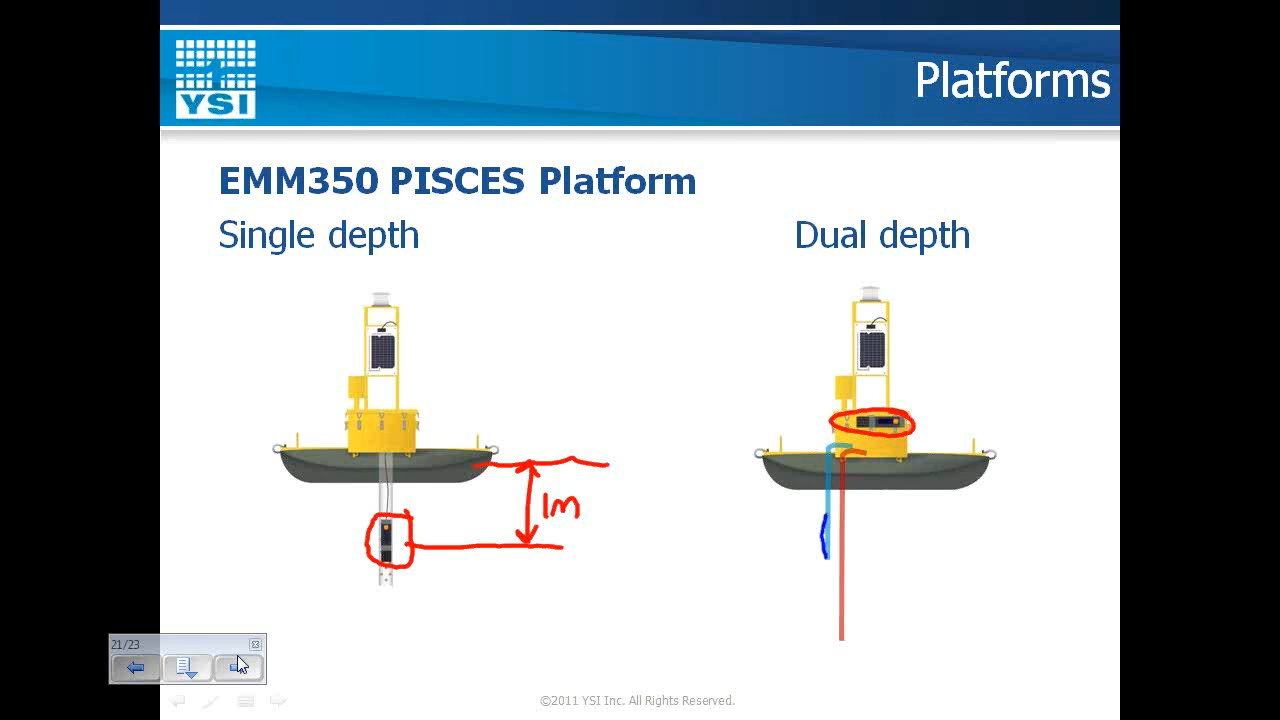 YSI
Platforms
EMM350 PISCES Platform
Single depth
Dual depth
1m
21/23
©2011 YSI Inc. All Rights Reserved.